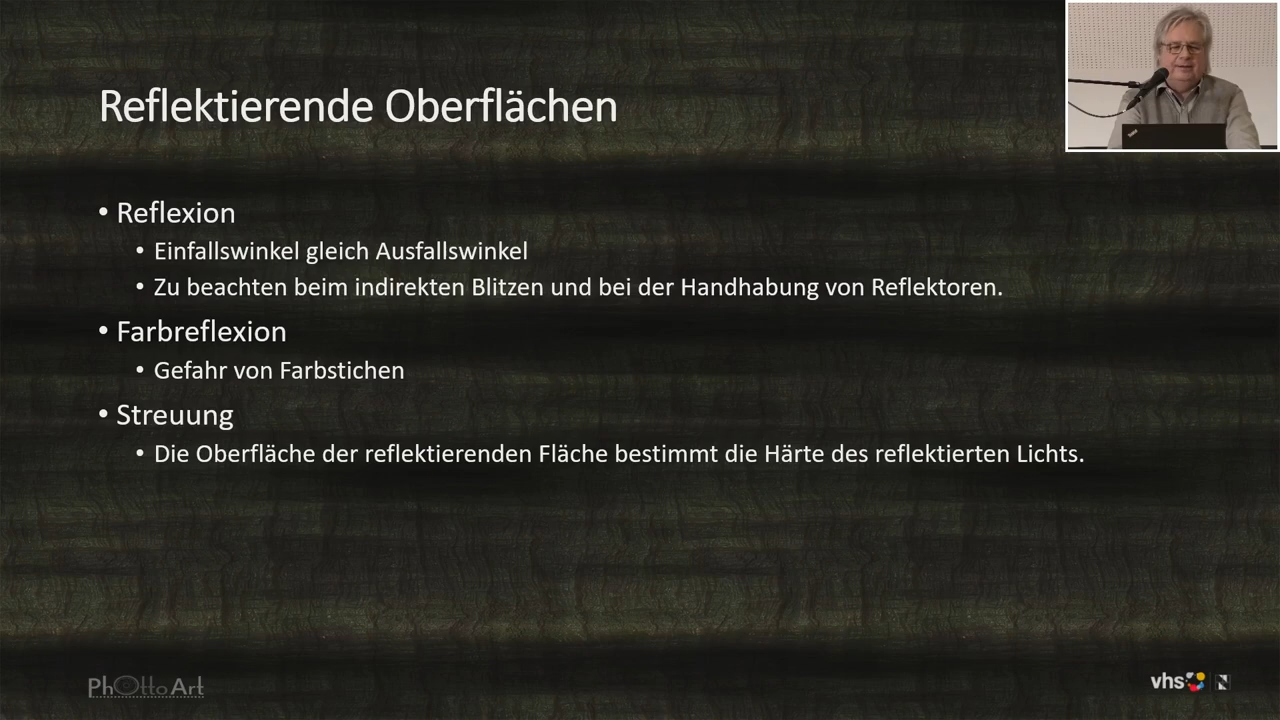 Reflektierende Oberflächen
• Reflexion
• Einfallswinkel gleich Ausfallswinkel
• Zu beachten beim indirekten Blitzen und bei der Handhabung von Reflektoren.
• Farbreflexion
• Gefahr von Farbstichen
• Streuung
• Die Oberfläche der reflektierenden Fläche bestimmt die Härte des reflektierten Lichts.
PhOttoArt
vhs